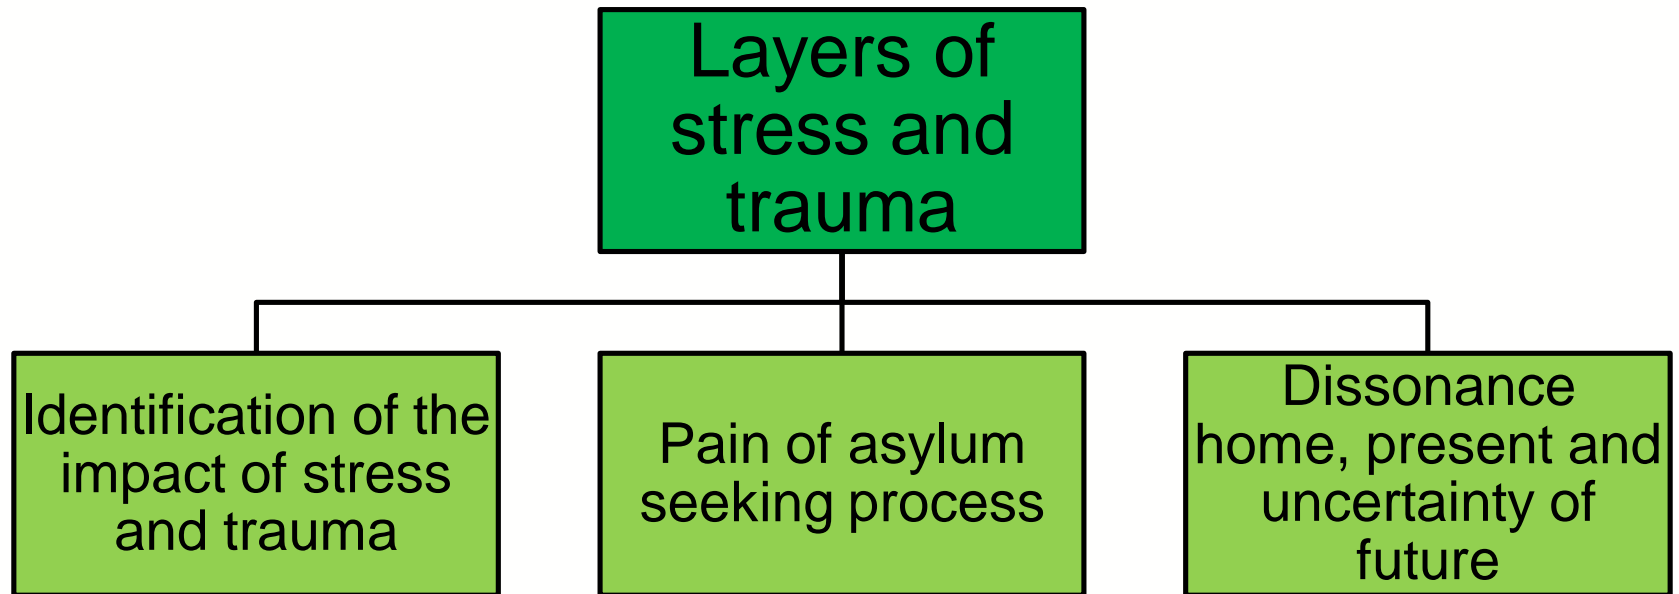 Layers of
stress and
trauma
Identification of the
impact of stress
and trauma
Pain of asylum
seeking process
Dissonance
home, present and
uncertainty of
future